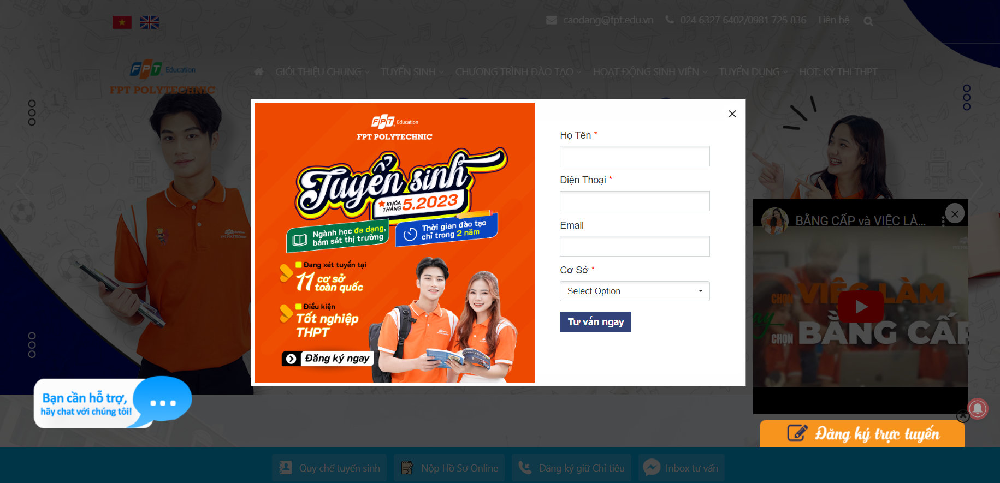 caodang@fpt.edu.vn
024 6327 6402/0981 725 836
Liên hệ
FPT Education
FPT POLYTECHNIC
GIỚI THIỆU CHUNG
TUYỂN SINH
CHƯƠNG TRÌNH ĐÀO TẠO
HOẠT ĐỘNG SINH VIÊN
TUYỂN DỤNG
HOT: KỲ THI THPT
FPT Education
FPT POLYTECHNIC
Tuyển sinh
KHÓA
THÁNG 5.2023
Ngành học đa dạng,
bám sát thị trường
Thời gian đào tạo
chỉ trong 2 năm
Đang xét tuyển tại
11 cơ sở
toàn quốc
Điều kiện
Tốt nghiệp
THPT
Đăng ký ngay
Họ Tên *
Điện Thoại *
Email
Cơ Sở *
Select Option
Tư vấn ngay
BẰNG CẤP và VIỆC LÀ...
CHỌN VIỆC LÀM
CHỌN BẰNG CẤP
Bạn cần hỗ trợ,
hãy chat với chúng tôi!
Đăng ký trực tuyến
Quy chế tuyển sinh
Nộp Hồ Sơ Online
Đăng ký giữ Chỉ tiêu
Inbox tư vấn